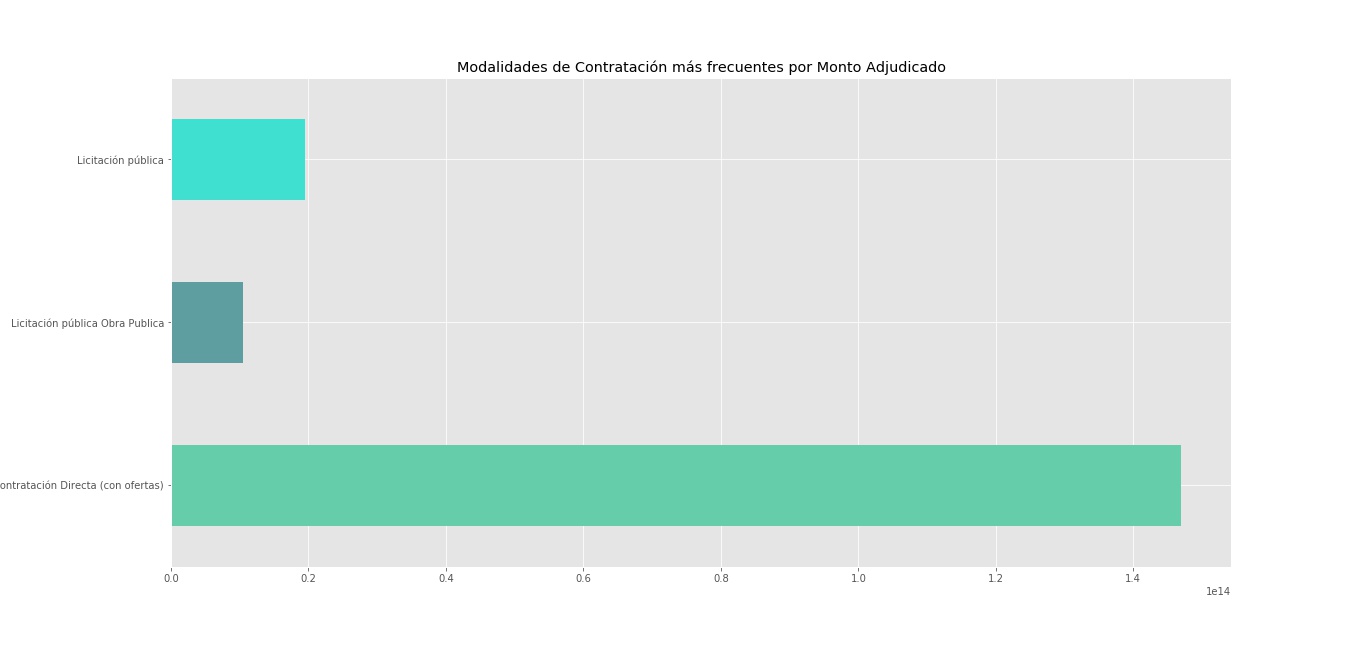 Modalidades de Contratación más frecuentes por Monto Adjudicado
Licitación pública
Licitación pública Obra Publica
ontratación Directa (con ofertas)
0.0 0.2 0.4 0.6 0.8 1.0 1.2 1.4
1e14